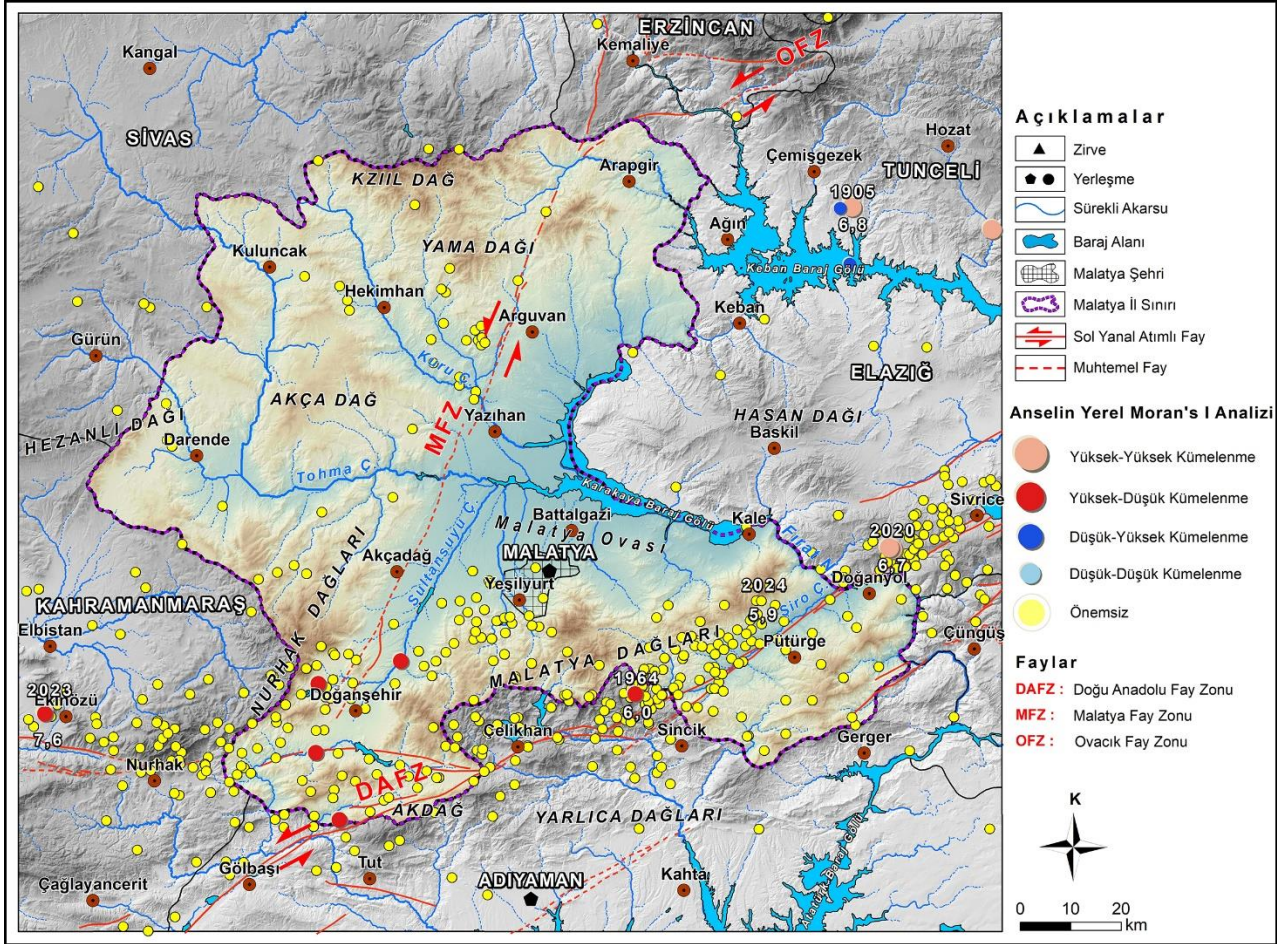 ERZİNCAN
Kemaliye
OFZ
Kangal
SİVAS
Hozat
Çemişgezek
TUNCELİ
Arapgir
KZIIL DAĞ
1905
6,8
Ağın
YAMA DAĞI
Kuluncak
Keban Baraj Gölü
Hekimhan
Keban
Arguvan
Gürün
Kuru Ç.
ELAZIĞ
AKÇA DAĞ
HASAN DAĞI
Yazıhan
MFZ
HEZANLI DAĞI
Baskil
Darende
Tohma Ç.
Karakaya Baraj Gölü
Sivrice
Battalgazi
Kale
Malatya Ovası
Fırat N.
2020
6,7
MALATYA
Akçadağ
Sultansuyu Ç.
Doğanyol
Yeşilyurt
2024
5,9
Şiro Ç.
KAHRAMANMARAŞ
Elbistan
Çüngüş
NURHAK DAĞLARI
MALATYA DAĞLARI
Pütürge
1964
6,0
2023
Ekinözü
7,6
Doğanşehir
Çelikhan
Sincik
Gerger
Nurhak
DAFZ
AKDAĞ
YARLICA DAĞLARI
Gölbaşı
Tut
Çağlayancerit
ADIYAMAN
Kahta
Atatürk Baraj Gölü
Açıklamalar
Zirve
Yerleşme
Sürekli Akarsu
Baraj Alanı
Malatya Şehri
Malatya İl Sınırı
Sol Yanal Atımlı Fay
Muhtemel Fay
Anselin Yerel Moran's I Analizi
Yüksek-Yüksek Kümelenme
Yüksek-Düşük Kümelenme
Düşük-Yüksek Kümelenme
Düşük-Düşük Kümelenme
Önemsiz
Faylar
DAFZ : Doğu Anadolu Fay Zonu
MFZ : Malatya Fay Zonu
OFZ : Ovacık Fay Zonu
K
0 10 20
km